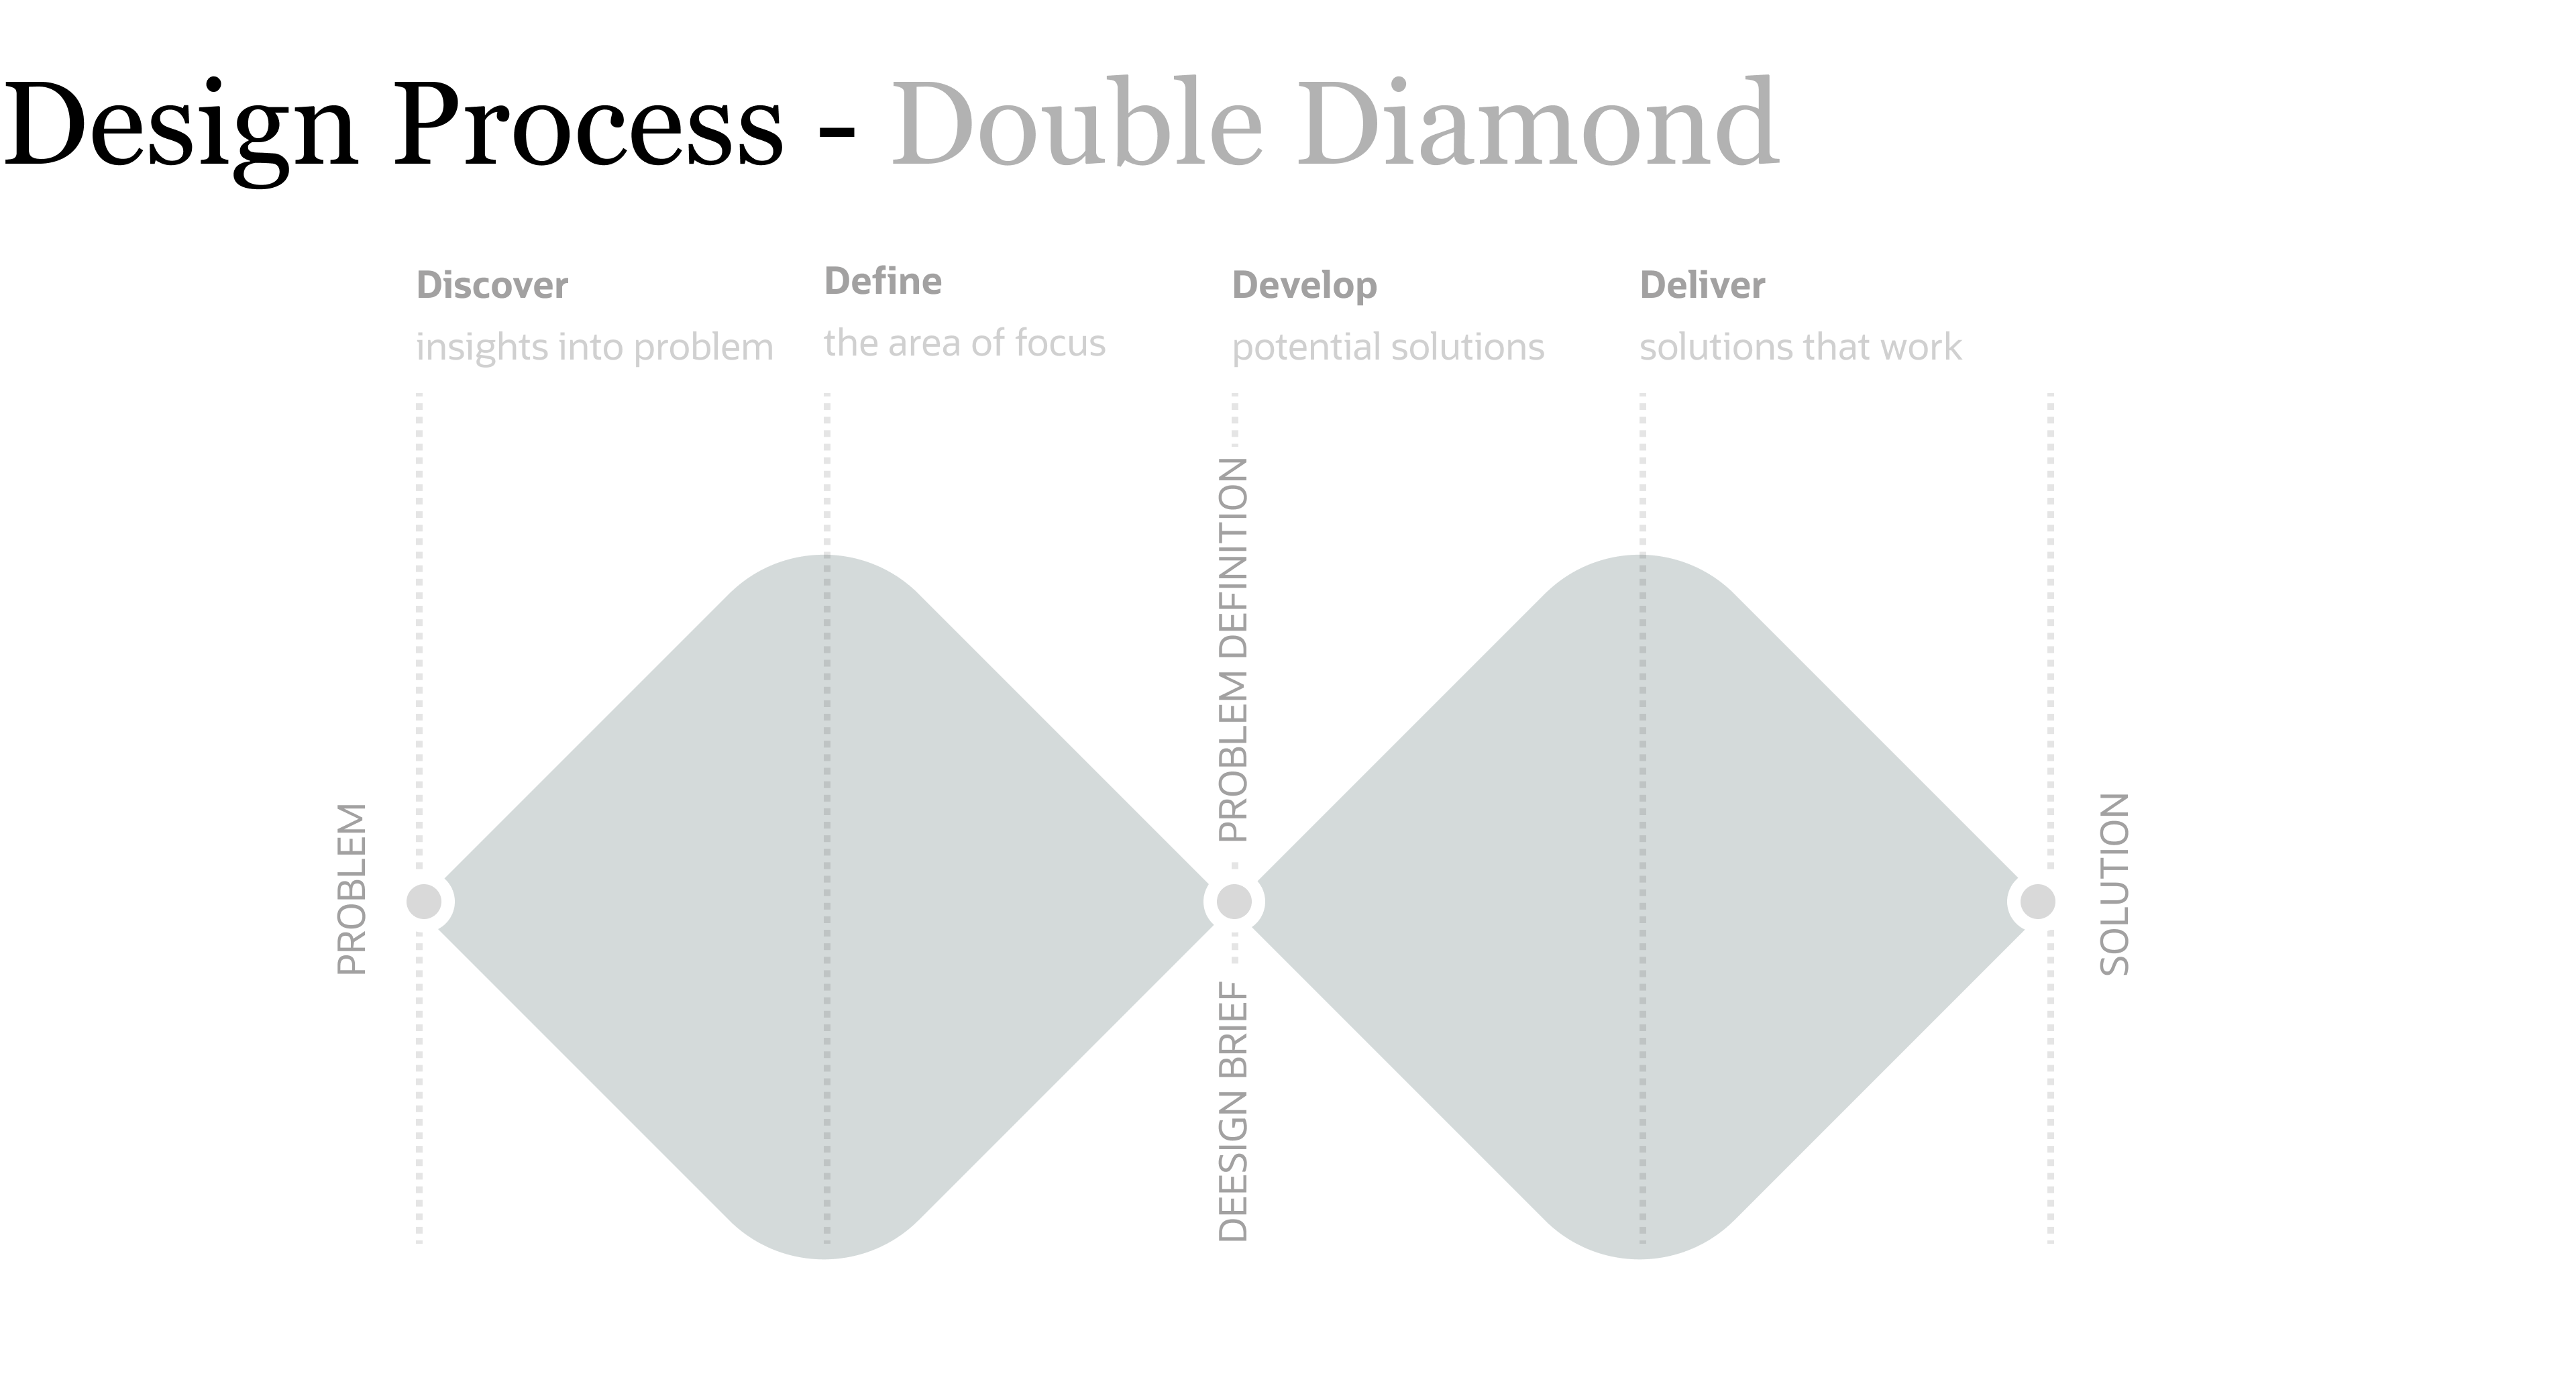 Design Process - Double Diamond
Discover
insights into problem
Define
the area of focus
Develop
potential solutions
Deliver
solutions that work
PROBLEM
PROBLEM DEFINITION
DEESIGN BRIEF
SOLUTION